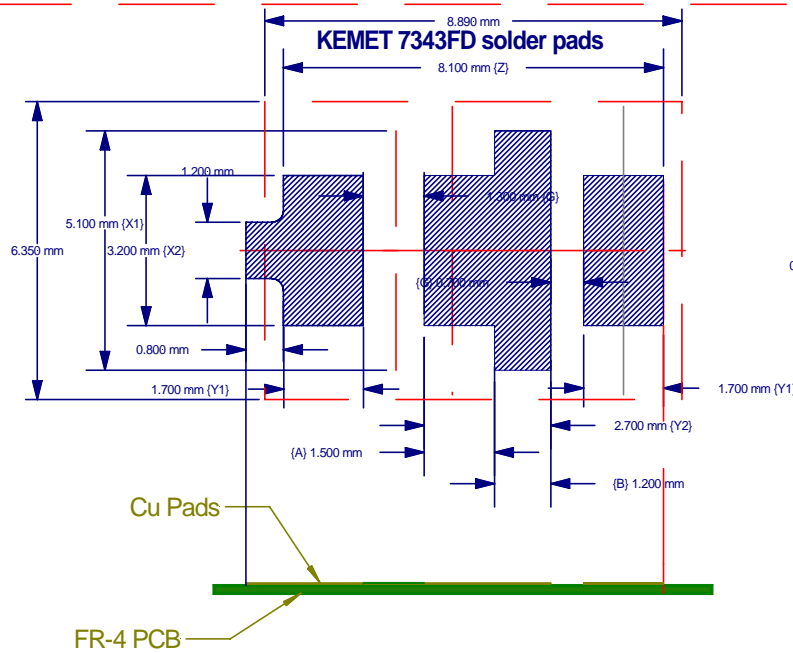 8.890 mm
KEMET 7343FD solder pads
8.100 mm {Z}
1.200 mm
1.300 mm {G}
5.100 mm {X1}
6.350 mm
3.200 mm {X2}
{G} 0.700 mm
0.800 mm
1.700 mm {Y1}
1.700 mm {Y1}
2.700 mm {Y2}
{A} 1.500 mm
{B} 1.200 mm
Cu Pads
FR-4 PCB